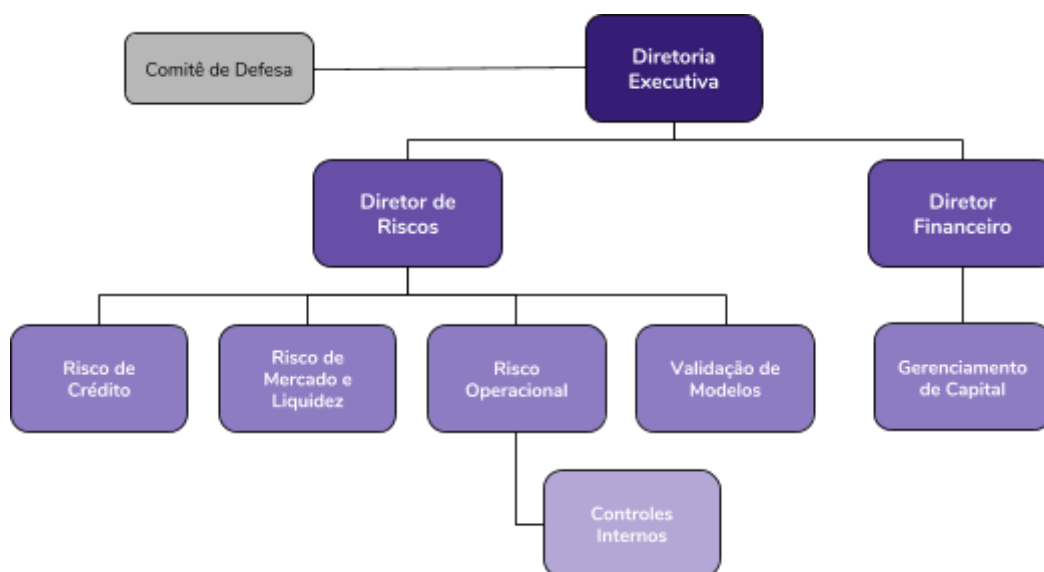 Comitê de Defesa
Diretoria
Executiva
Diretor de
Riscos
Diretor
Financeiro
Risco de
Crédito
Risco de
Mercado e
Liquidez
Risco
Operacional
Validação de
Modelos
Gerenciamento
de Capital
Controles
Internos